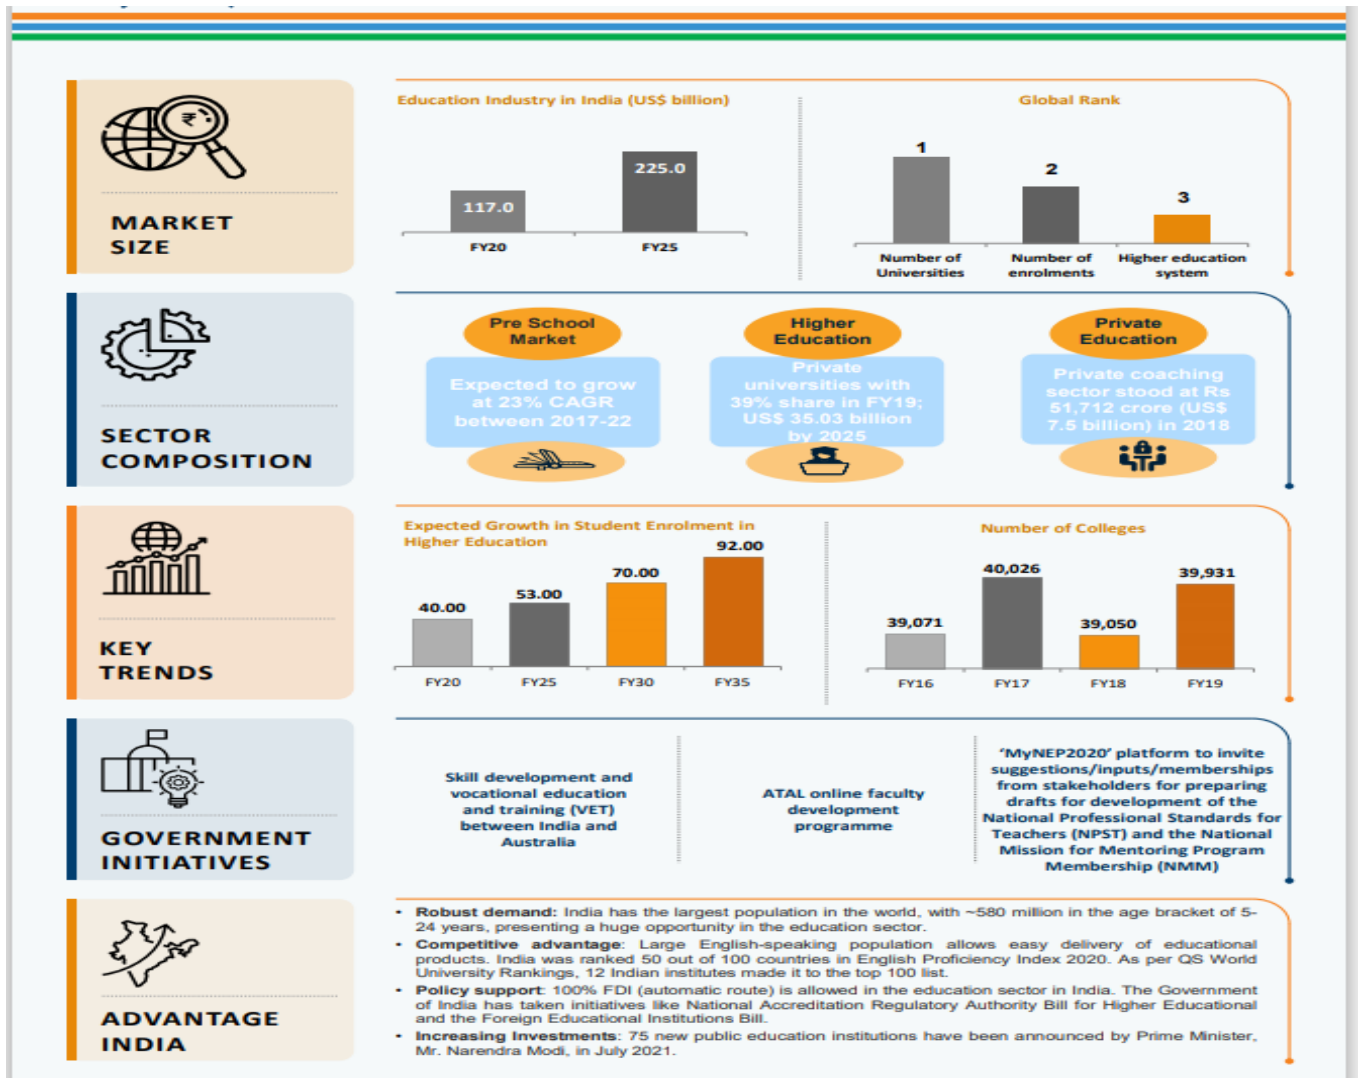 MARKET
SIZE
Education Industry in India (US$ billion)
117.0
225.0
FY20
FY25
Global Rank
1
2
3
Number of
Universities
Number of
enrolments
Higher education
system
SECTOR
COMPOSITION
Pre School
Market
Expected to grow
at 23% CAGR
between 2017-22
Higher
Education
Private
universities with
39% share in FY19;
US$ 35.03 billion
by 2025
Private
Education
Private coaching
sector stood at Rs
51,712 crore (US$
7.5 billion) in 2018
KEY
TRENDS
Expected Growth in Student Enrolment in
Higher Education
40.00
53.00
70.00
92.00
FY20
FY25
FY30
FY35
Number of Colleges
39,071
40,026
39,050
39,931
FY16
FY17
FY18
FY19
GOVERNMENT
INITIATIVES
Skill development and
vocational education
and training (VET)
between India and
Australia
ATAL online faculty
development
programme
‘MyNEP2020’ platform to invite
suggestions/inputs/memberships
from stakeholders for preparing
drafts for development of the
National Professional Standards for
Teachers (NPST) and the National
Mission for Mentoring Program
Membership (NMM)
ADVANTAGE
INDIA
• Robust demand: India has the largest population in the world, with ~580 million in the age bracket of 5-
24 years, presenting a huge opportunity in the education sector.
• Competitive advantage: Large English-speaking population allows easy delivery of educational
products. India was ranked 50 out of 100 countries in English Proficiency Index 2020. As per QS World
University Rankings, 12 Indian institutes made it to the top 100 list.
• Policy support: 100% FDI (automatic route) is allowed in the education sector in India. The Government
of India has taken initiatives like National Accreditation Regulatory Authority Bill for Higher Educational
and the Foreign Educational Institutions Bill.
• Increasing Investments: 75 new public education institutions have been announced by Prime Minister,
Mr. Narendra Modi, in July 2021.